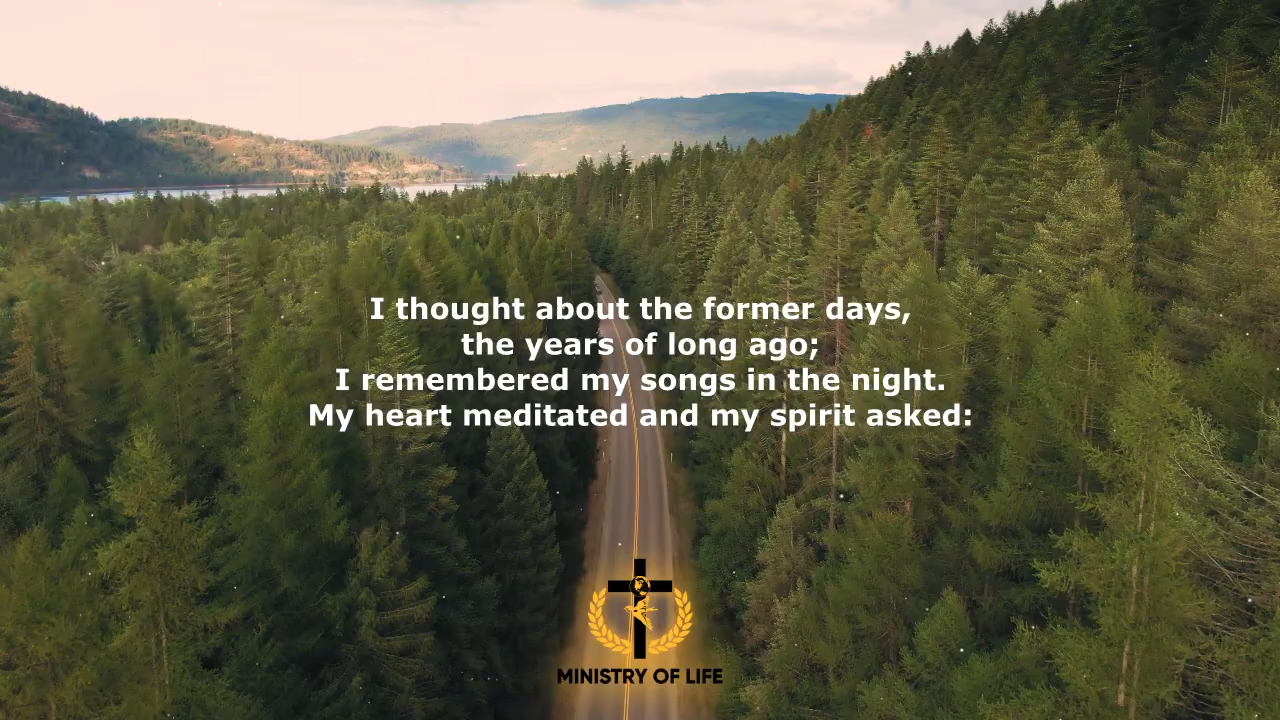 I thought about the former days,
the years of long ago;
I remembered my songs in the night.
My heart meditated and my spirit asked:
MINISTRY OF LIFE